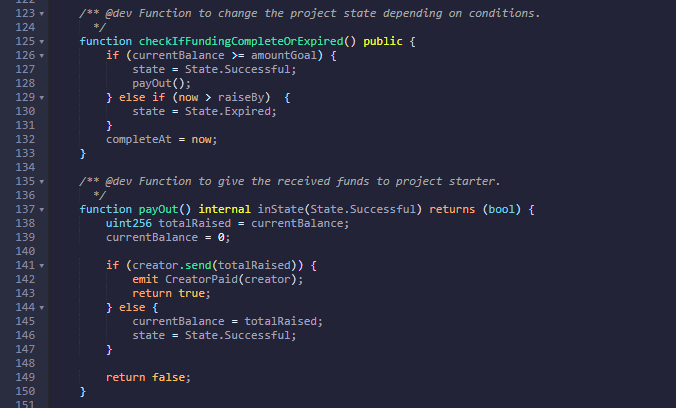 122
123 /** @dev Function to change the project state depending on conditions.
124   */
125 function checkIfFundingCompleteOrExpired() public {
126     if (currentBalance >= amountGoal) {
127         state = State.Successful;
128         payOut();
129     } else if (now > raiseBy)  {
130         state = State.Expired;
131     }
132     completeAt = now;
133 }
134
135 /** @dev Function to give the received funds to project starter.
136   */
137 function payOut() internal inState(State.Successful) returns (bool) {
138     uint256 totalRaised = currentBalance;
139     currentBalance = 0;
140
141     if (creator.send(totalRaised)) {
142         emit CreatorPaid(creator);
143         return true;
144     } else {
145         currentBalance = totalRaised;
146         state = State.Successful;
147     }
148
149     return false;
150 }
151